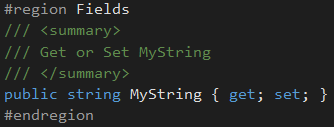 #region Fields
/// <summary>
/// Get or Set MyString
/// </summary>
public string MyString { get; set; }
#endregion